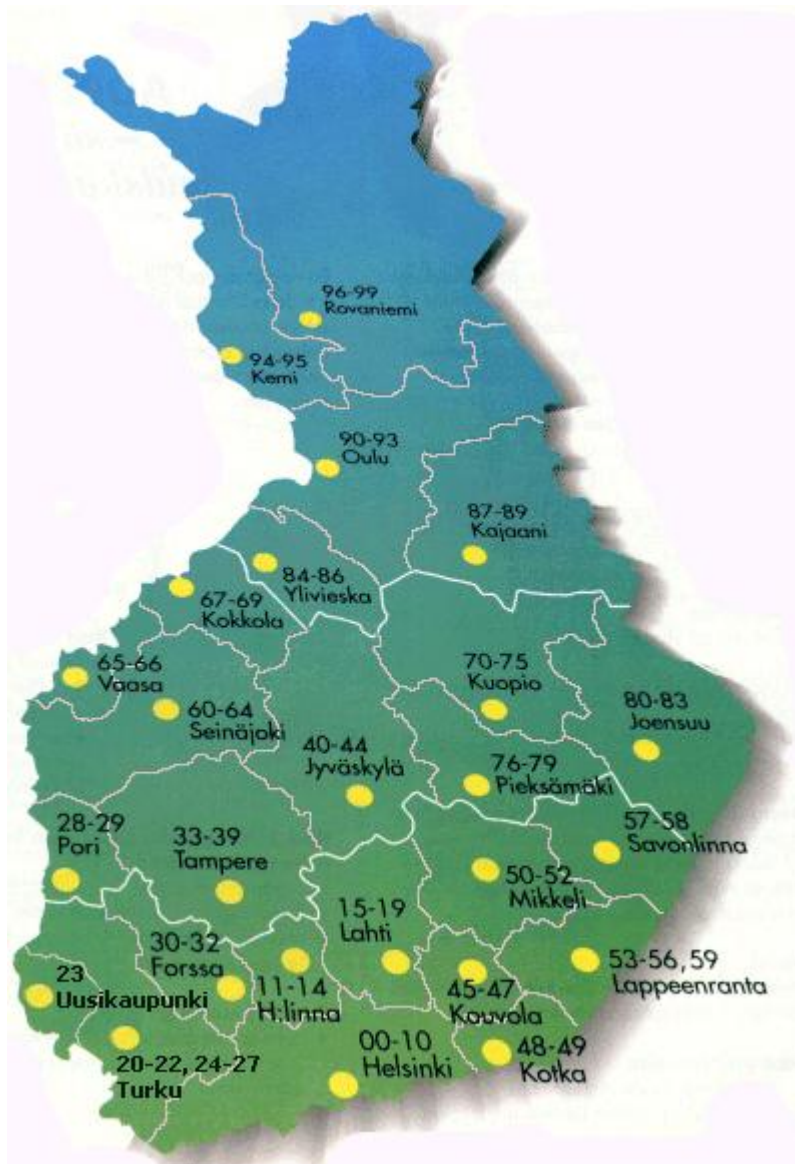 96-99
Rovaniemi
94-95
Kemi
90-93
Oulu
87-89
Kajaani
84-86
Ylivieska
67-69
Kokkola
65-66
Vaasa
60-64
Seinäjoki
70-75
Kuopio
80-83
Joensuu
40-44
Jyväskylä
76-79
Pieksämäki
28-29
Pori
33-39
Tampere
57-58
Savonlinna
50-52
Mikkeli
15-19
Lahti
30-32
Forssa
11-14
H:linna
45-47
Kouvola
53-56,59
Lappeenranta
23
Uusikaupunki
20-22, 24-27
Turku
00-10
Helsinki
48-49
Kotka